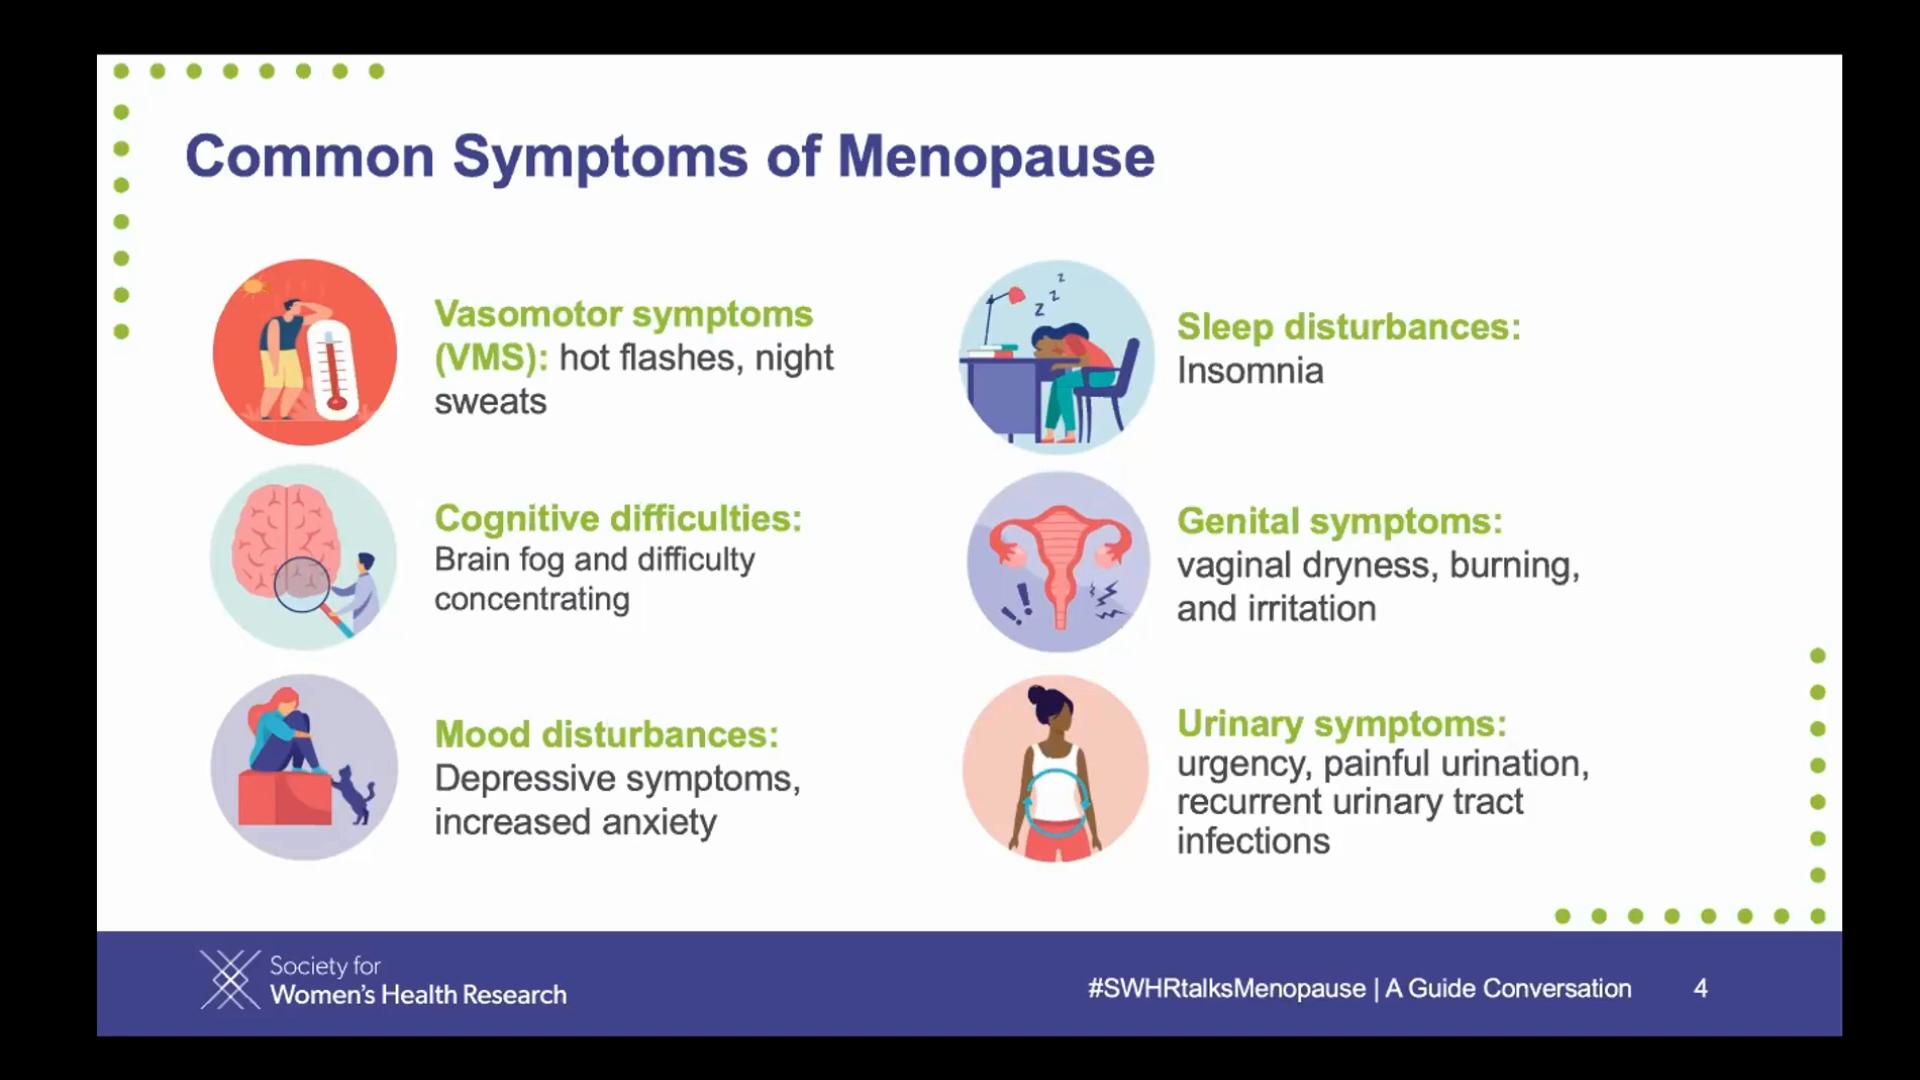 Common Symptoms of Menopause
Vasomotor symptoms
(VMS): hot flashes, night
sweats
Cognitive difficulties:
Brain fog and difficulty
concentrating
Mood disturbances:
Depressive symptoms,
increased anxiety
z
z
z
Sleep disturbances:
Insomnia
Genital symptoms:
vaginal dryness, burning,
and irritation
Urinary symptoms:
urgency, painful urination,
recurrent urinary tract
infections
Society for
Women's Health Research
#SWHRtalksMenopause | A Guide Conversation 4